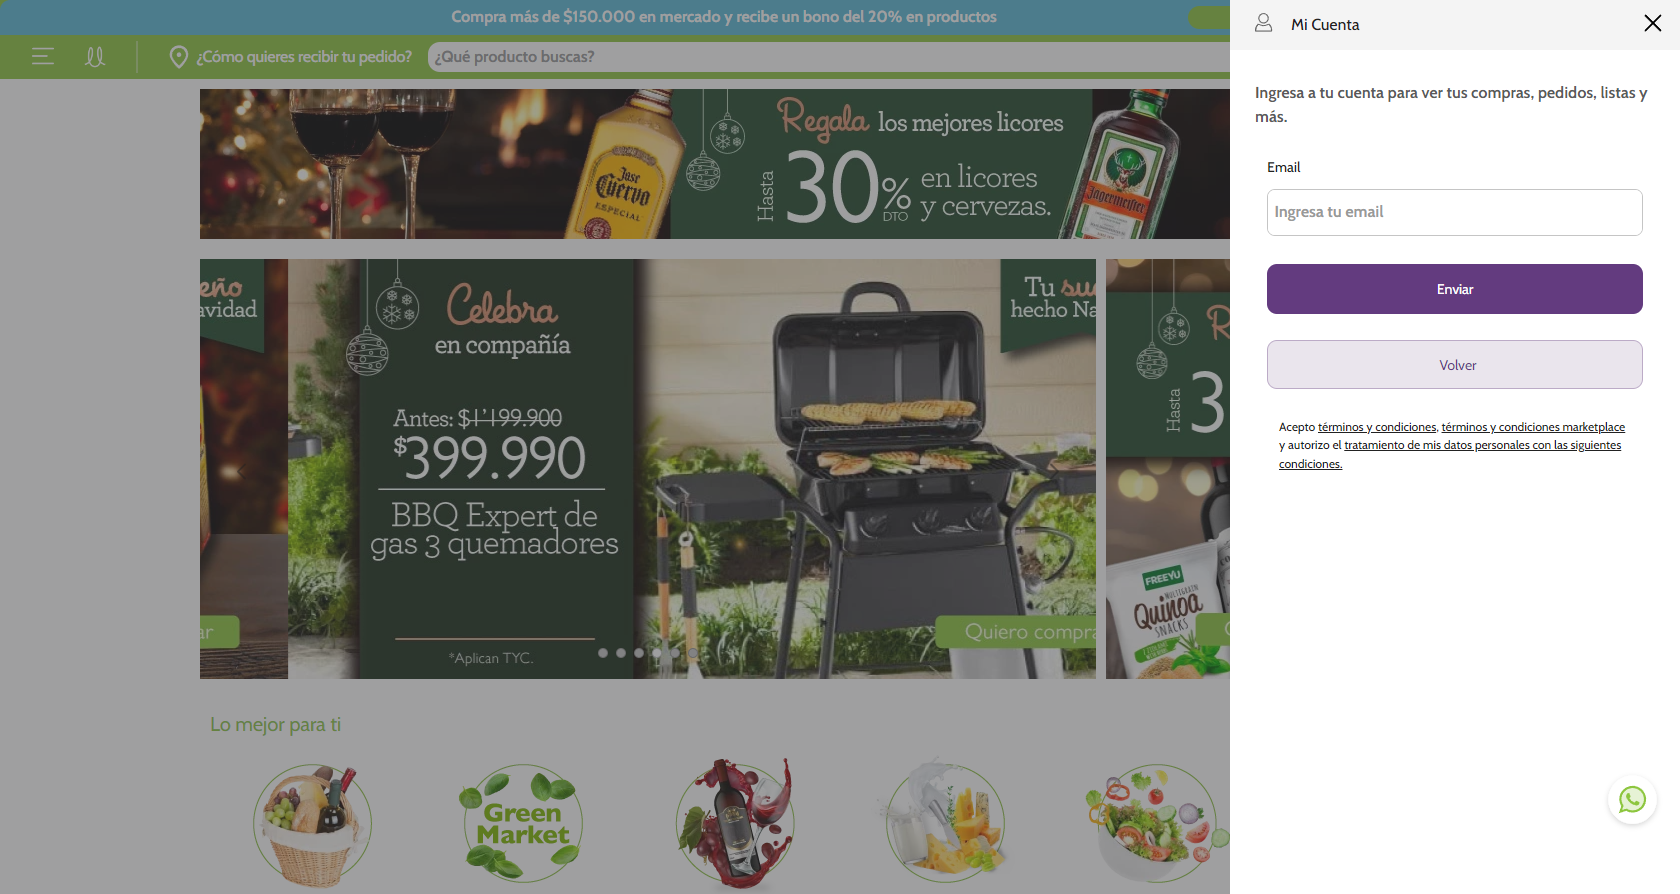 Compra más de $150.000 en mercado y recibe un bono del 20% en productos
¿Cómo quieres recibir tu pedido?
¿Qué producto buscas?
Jose
Cuervo
ESPECIAL
Regala los mejores licores
Hasta
30%
DTO
en licores
y cervezas.
Jägermeister
eño
avidad
ar
Celebra
en compañía
Antes: $1'199.900
$399.990
BBQ Expert de
gas 3 quemadores
*Aplican TYC.
Tu sue
hecho Na
Quiero compra
R
Hasta
3
FREEYU
MULTIGRAIN
Quinoa
SNACKS
Lo mejor para ti
Green
Market
Mi Cuenta
Ingresa a tu cuenta para ver tus compras, pedidos, listas y
más.
Email
Ingresa tu email
Enviar
Volver
Acepto términos y condiciones, términos y condiciones marketplace
y autorizo el tratamiento de mis datos personales con las siguientes
condiciones.